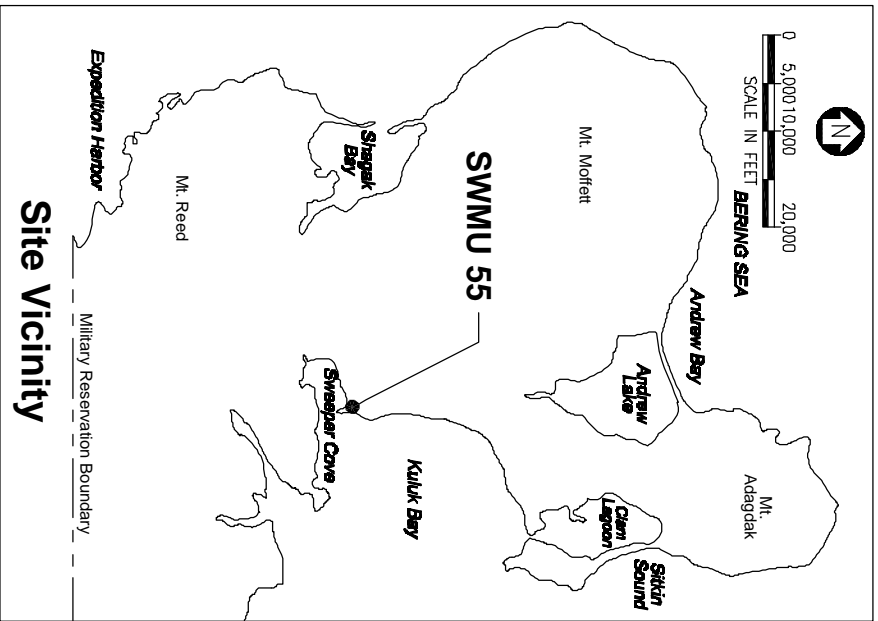 N
0
5,000
10,000
20,000
SCALE IN FEET
BERING SEA
Andrew Bay
Andrew
Lake
Mt.
Adagdak
Clam
Lagoon
Sitkin
Sound
Mt. Moffett
SWMU 55
Kuluk Bay
Shagak
Bay
Sweeper Cove
Mt. Reed
Expedition Harbor
Military Reservation Boundary
Site Vicinity